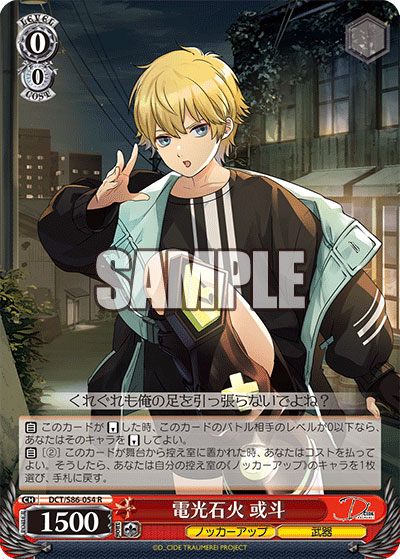 LEVEL
0
0
COST
SAMPLE
くれぐれも俺の足を引っ張らないでよね?
自 このカードがした時、このカードのバトル相手のレベルが0以下なら、
あなたはそのキャラをしてよい。
自 [②] このカードが舞台から控え室に置かれた時、あなたはコストを払っ
てよい。そうしたら、あなたは自分の控え室の《ノッカーアップ》のキャラを1枚
選び、手札に戻す。
CH DCT/S86-054 R
電光石火 或斗
1500
ノッカーアップ 武器
©D_CIDE TRAUMEREI PROJECT